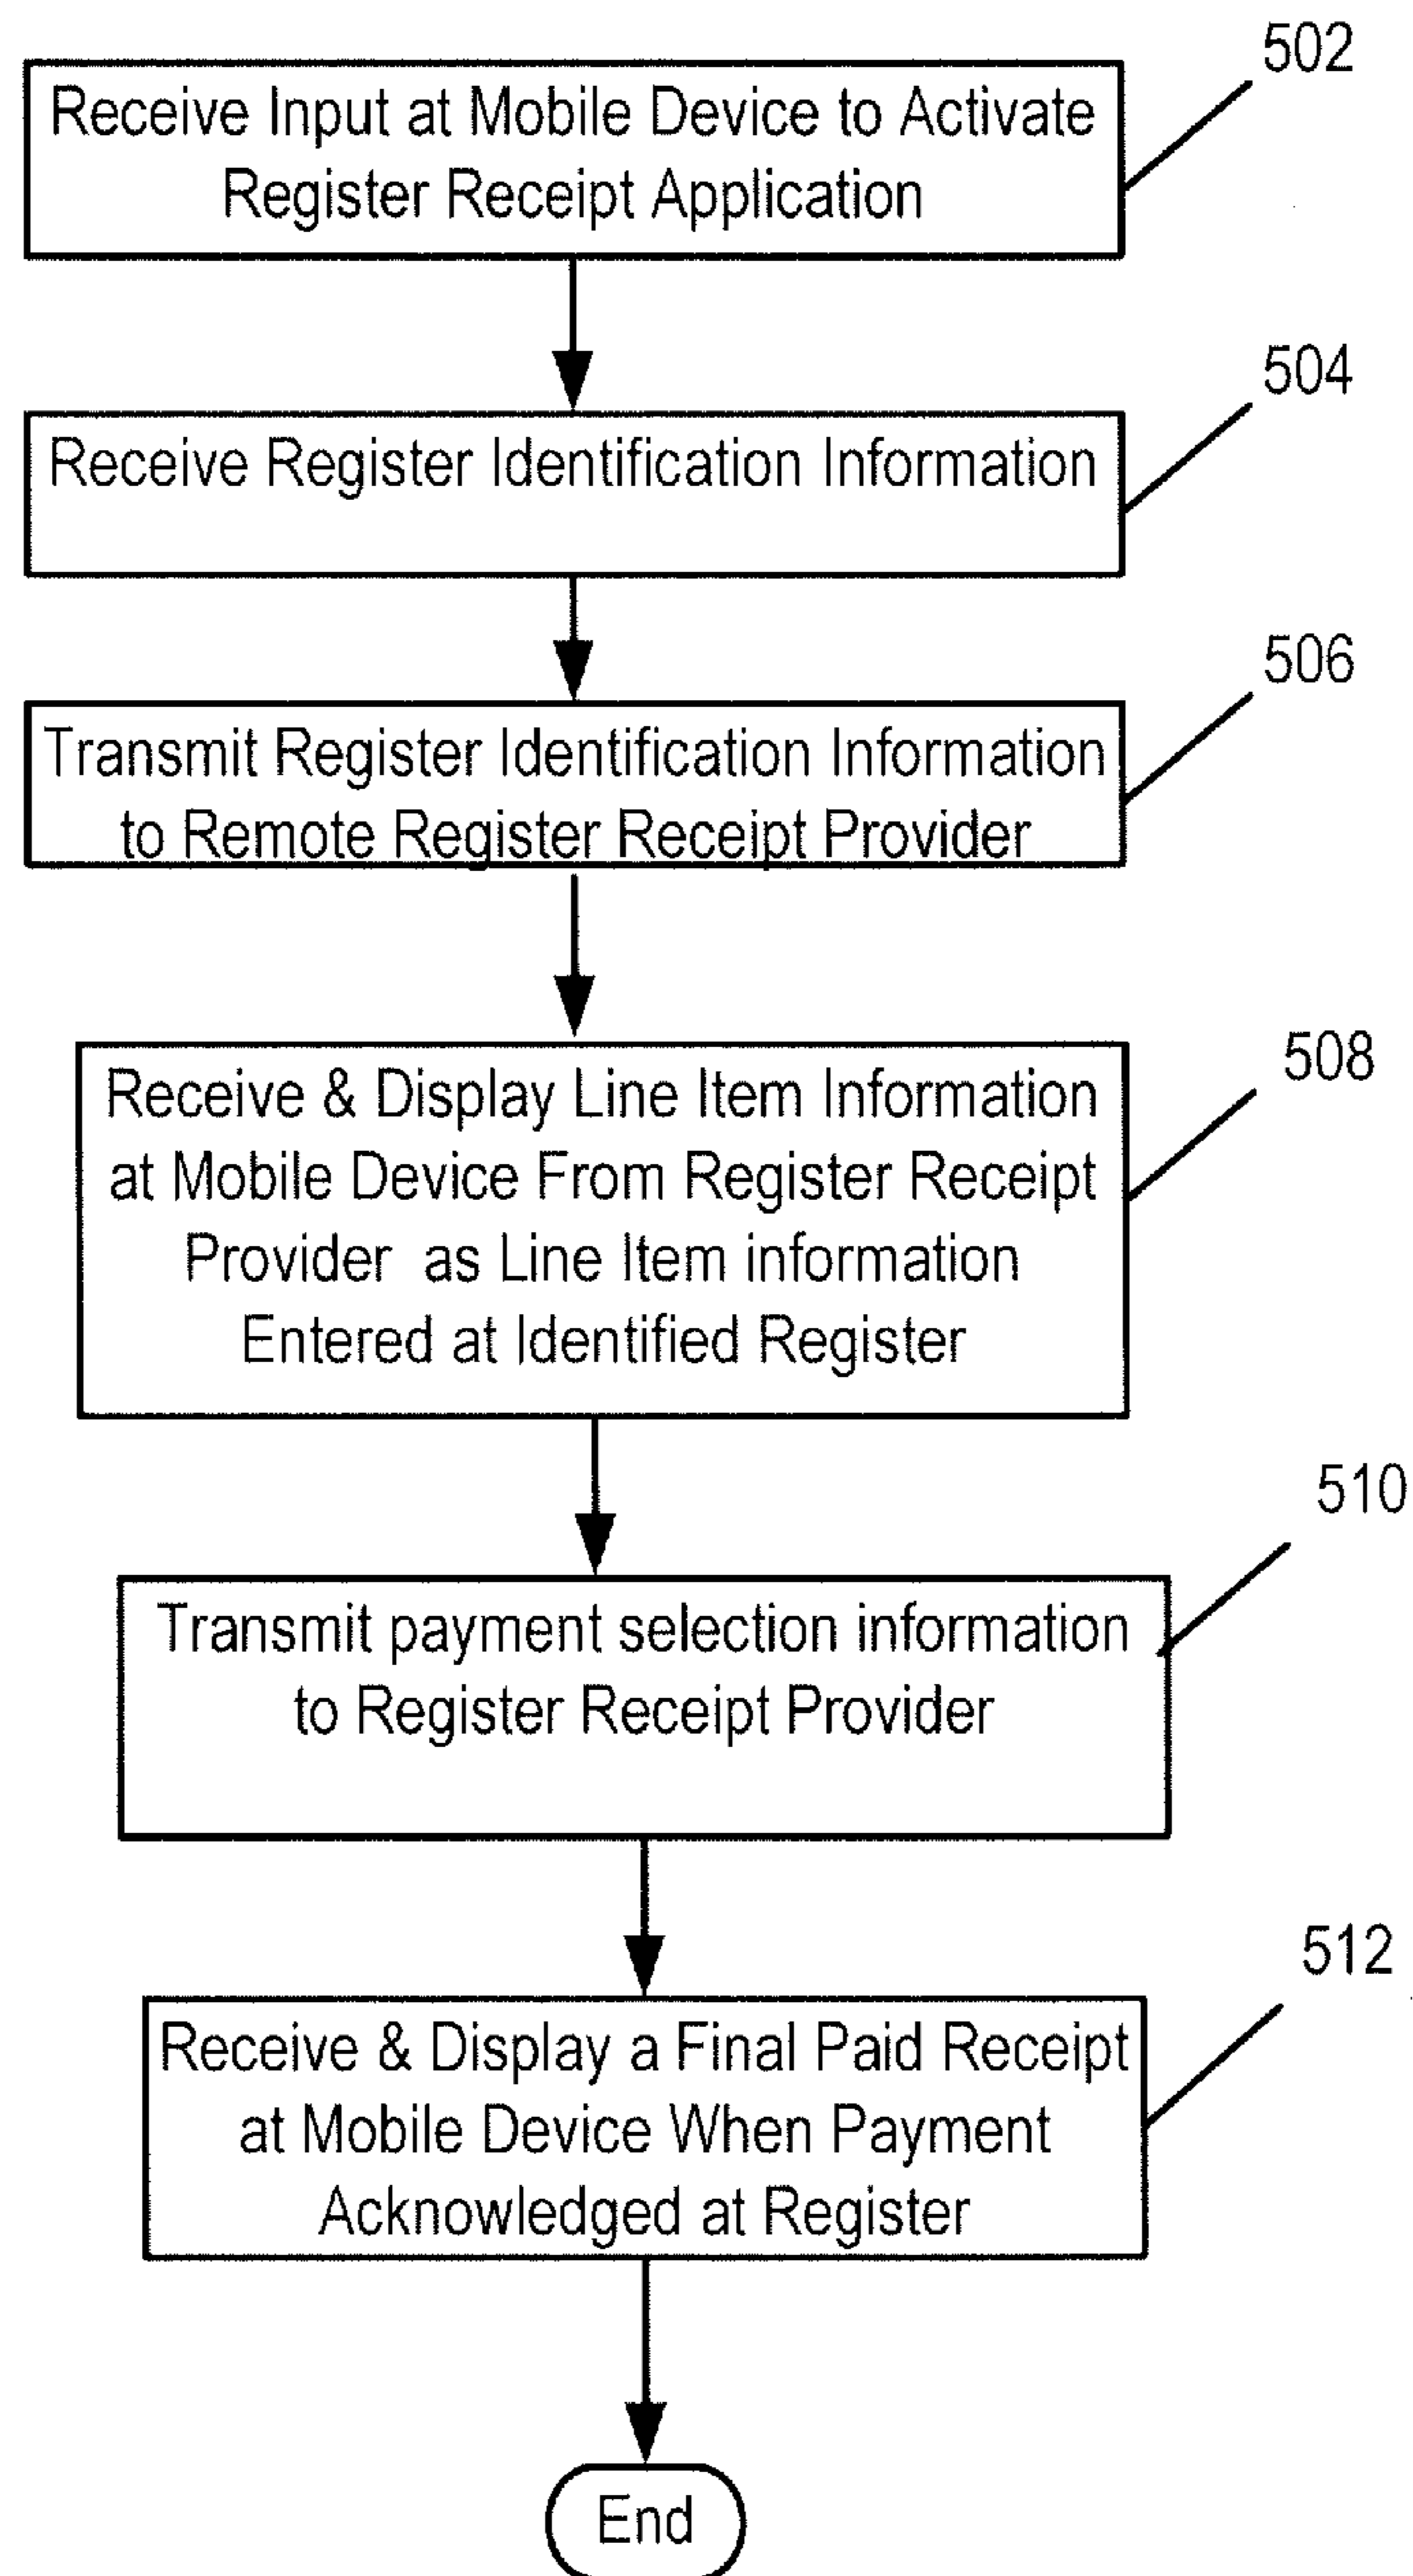 502
Receive Input at Mobile Device to Activate
Register Receipt Application
504
Receive Register Identification Information
506
Transmit Register Identification Information
to Remote Register Receipt Provider
508
Receive & Display Line Item Information
at Mobile Device From Register Receipt
Provider as Line Item information
Entered at Identified Register
510
Transmit payment selection information
to Register Receipt Provider
512
Receive & Display a Final Paid Receipt
at Mobile Device When Payment
Acknowledged at Register
End